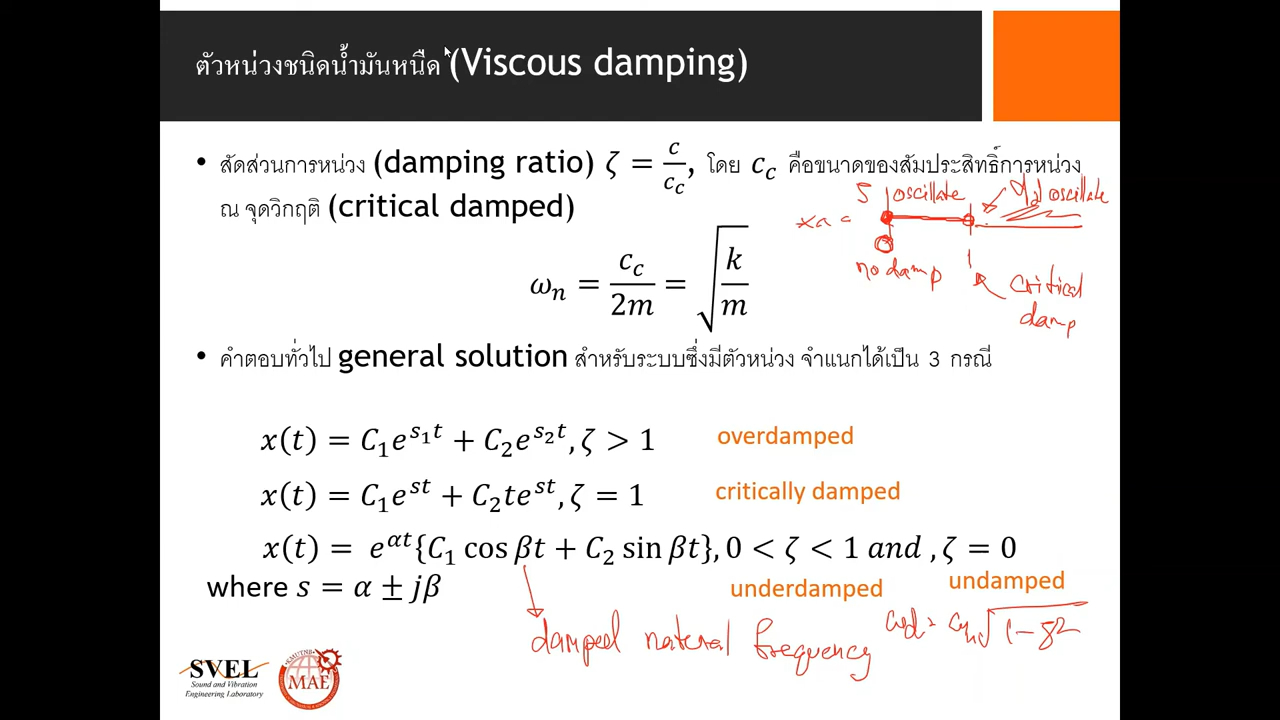 ตัวหน่วงชนิดน้ำมันหนืด (Viscous damping)
• สัดส่วนการหน่วง (damping ratio) ζ = c/c_c, โดย c_c คือขนาดของสัมประสิทธิ์การหน่วง
ณ จุดวิกฤติ (critical damped)
oscillate
oscillate
no damp
1
critical
damp
ω_n = c_c/2m = √(k/m)
• คำตอบทั่วไป general solution สำหรับระบบซึ่งมีตัวหน่วง จำแนกได้เป็น 3 กรณี
x(t) = C₁e^{s₁t} + C₂e^{s₂t}, ζ > 1 overdamped
x(t) = C₁e^{st} + C₂te^{st}, ζ = 1 critically damped
x(t) = e^{αt}{C₁ cos βt + C₂ sin βt}, 0 < ζ < 1 and , ζ = 0
where s = α ± jβ underdamped undamped
damped nateral frequency ωd = ωn√(1-ζ²)
SVEL
Sound and Vibration
Engineering Laboratory
KMUTNB
MAE